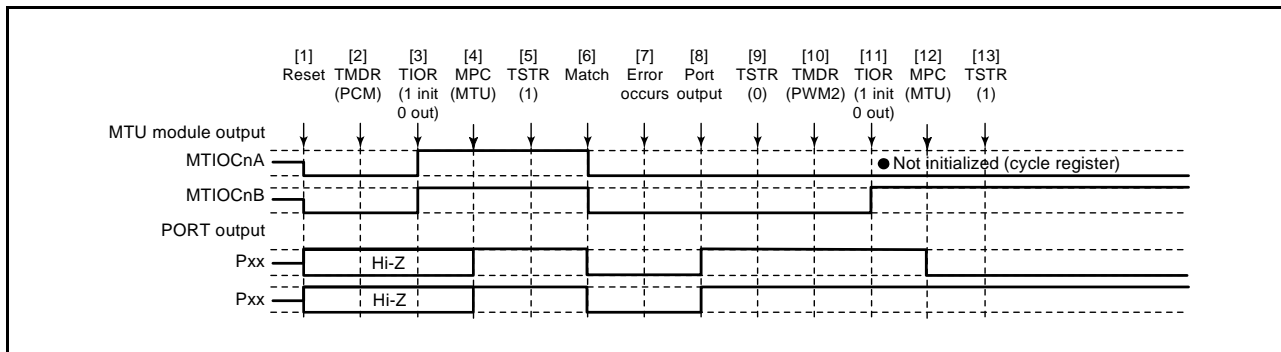 [1] [2] [3] [4] [5] [6] [7] [8] [9] [10] [11] [12] [13]
Reset TMDR TIOR MPC TSTR Match Error Port TSTR TMDR TIOR MPC TSTR
(PCM) (1 init (MTU) (1) occurs output (0) (PWM2) (1 init (MTU) (1)
0 out) 0 out)
MTU module output
MTIOCnA ● Not initialized (cycle register)
MTIOCnB
PORT output
Pxx Hi-Z
Pxx Hi-Z